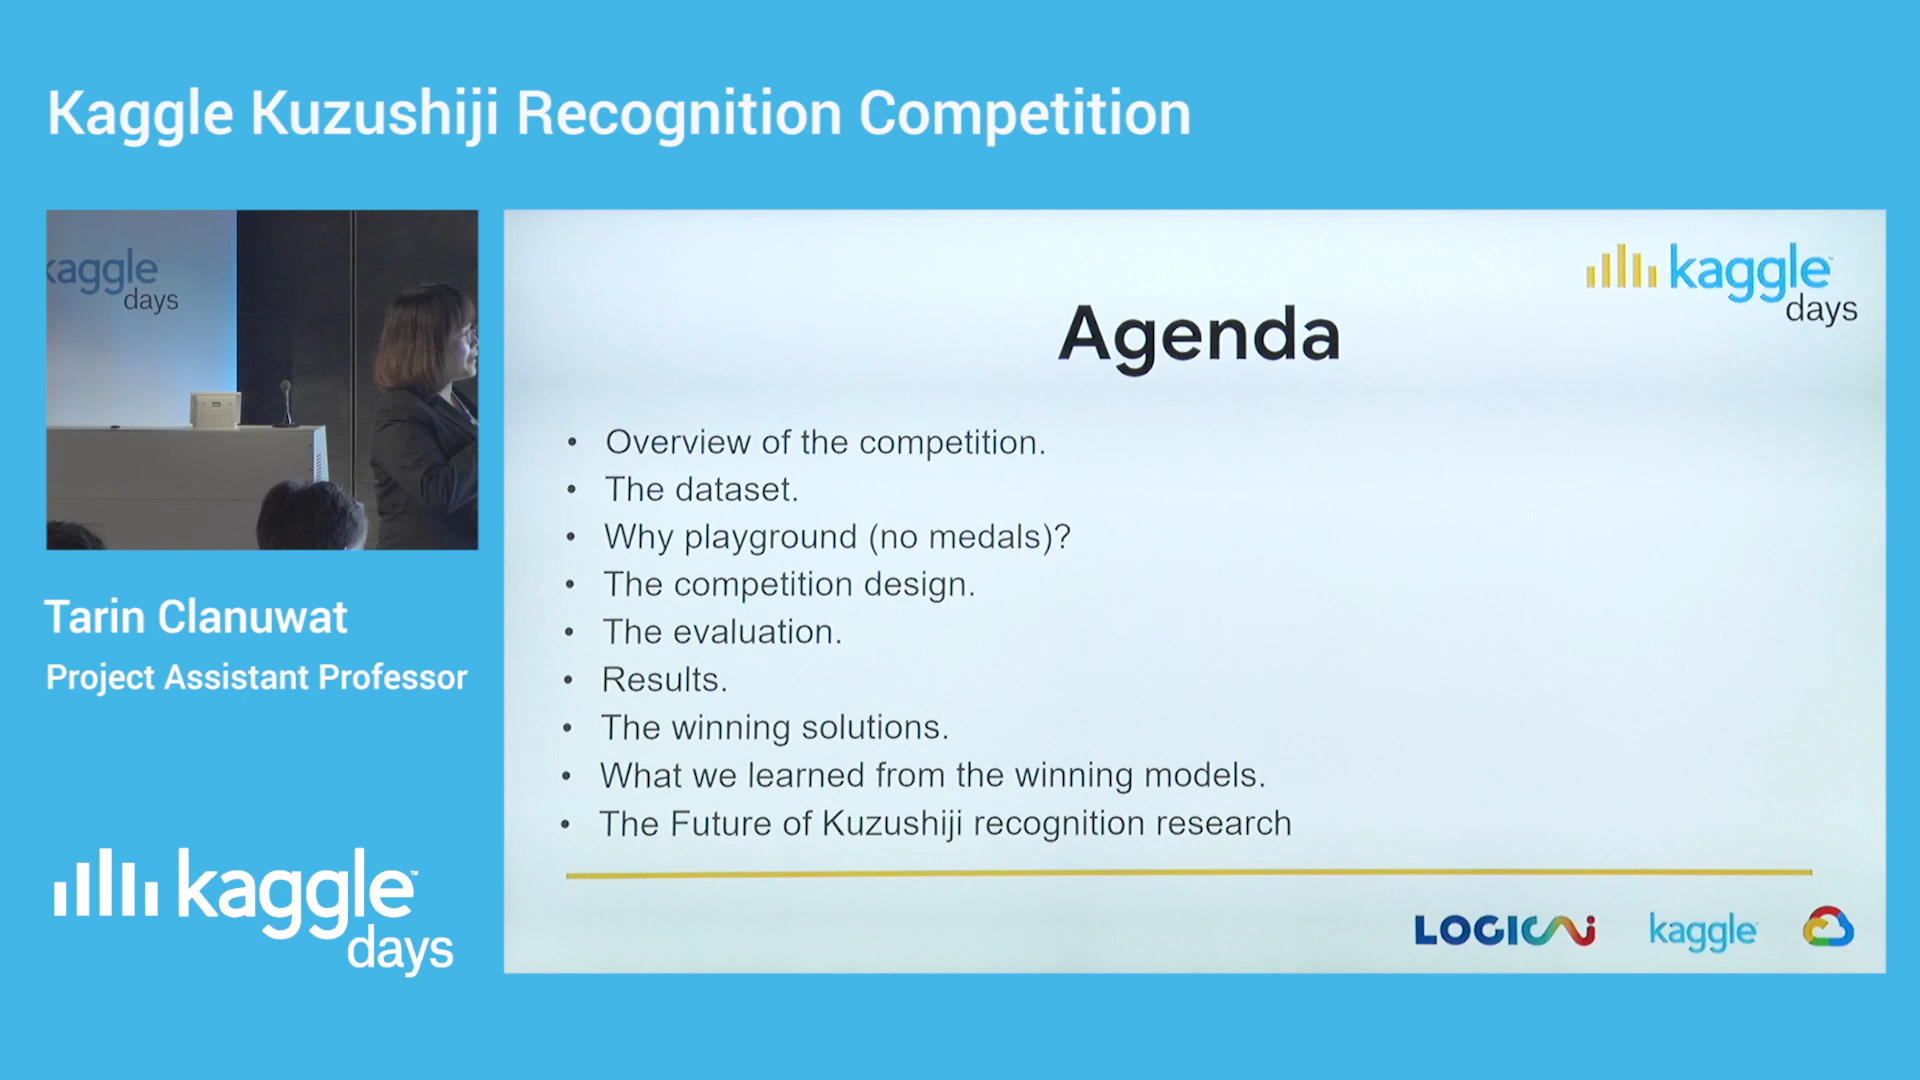 Kaggle Kuzushiji Recognition Competition
kaggle
days
kaggle
days
Agenda
• Overview of the competition.
• The dataset.
• Why playground (no medals)?
• The competition design.
• The evaluation.
• Results.
• The winning solutions.
• What we learned from the winning models.
• The Future of Kuzushiji recognition research
LOGICAI
kaggle
Tarin Clanuwat
Project Assistant Professor
kaggle™
days